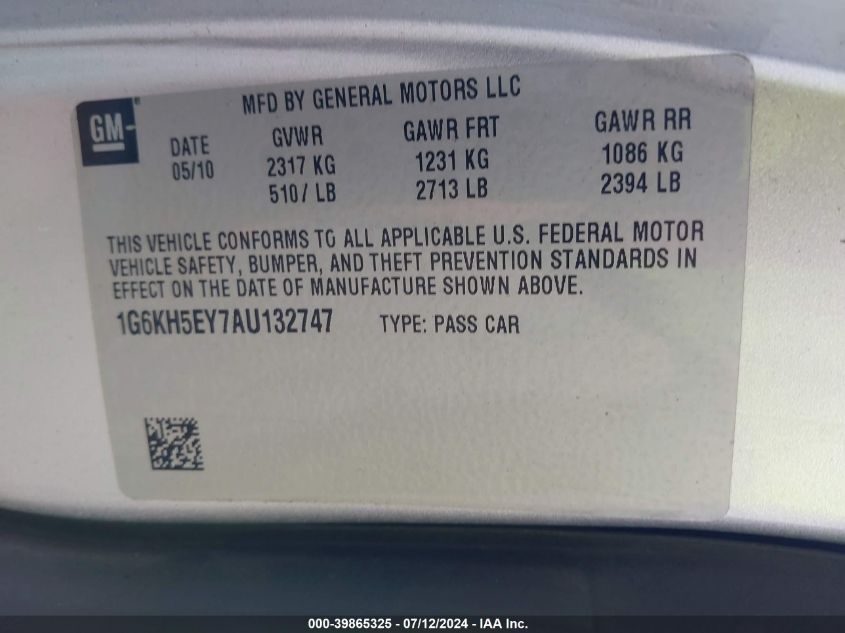 MFD BY GENERAL MOTORS LLC
GM
DATE GVWR GAWR FRT GAWR RR
05/10 2317 KG 1231 KG 1086 KG
5107 LB 2713 LB 2394 LB
THIS VEHICLE CONFORMS TO ALL APPLICABLE U.S. FEDERAL MOTOR
VEHICLE SAFETY, BUMPER, AND THEFT PREVENTION STANDARDS IN
EFFECT ON THE DATE OF MANUFACTURE SHOWN ABOVE.
1G6KH5EY7AU132747 TYPE: PASS CAR
000-39865325 - 07/12/2024 - IAA Inc.